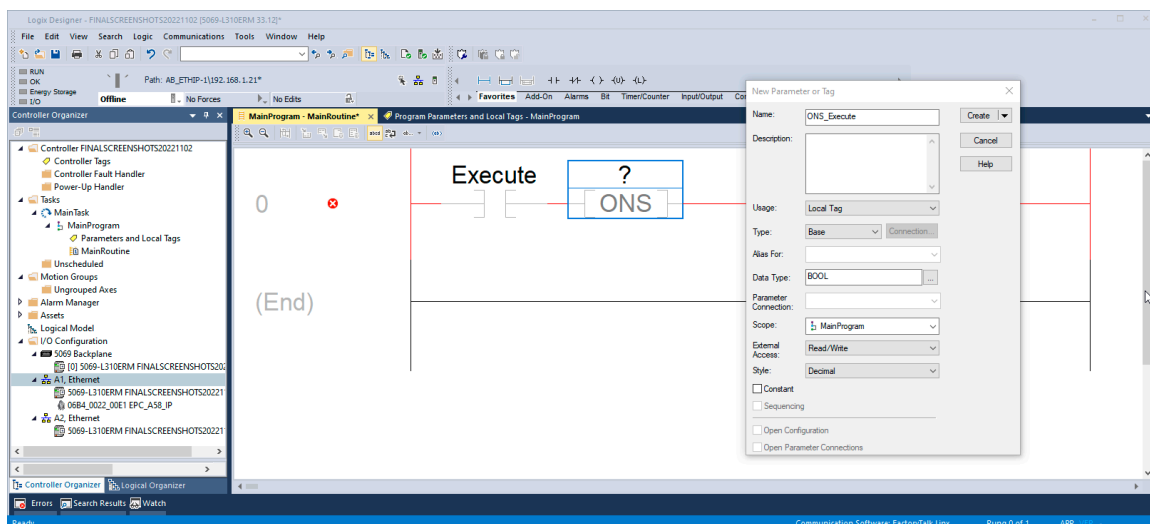 Logix Designer - FINALSCREENSHOTS20221102 [5069-L310ERM 33.12]*
File Edit View Search Logic Communications Tools Window Help
RUN
OK
Energy Storage
I/O
Path: AB_ETHIP-1\192.168.1.21*
Offline
No Forces
No Edits
Favorites Add-On Alarms Bit Timer/Counter Input/Output
Controller Organizer
MainProgram - MainRoutine*
Program Parameters and Local Tags - MainProgram
Controller FINALSCREENSHOTS20221102
Controller Tags
Controller Fault Handler
Power-Up Handler
Tasks
MainTask
MainProgram
Parameters and Local Tags
MainRoutine
Unscheduled
Motion Groups
Ungrouped Axes
Alarm Manager
Assets
Logical Model
I/O Configuration
5069 Backplane
[0] 5069-L310ERM FINALSCREENSHOTS202
A1, Ethernet
5069-L310ERM FINALSCREENSHOTS20221
06B4_0022_00E1 EPC_A58_IP
A2, Ethernet
5069-L310ERM FINALSCREENSHOTS20221
Controller Organizer
Logical Organizer
Execute
?
0
ONS
(End)
New Parameter or Tag
Name:
ONS_Execute
Create
Description:
Cancel
Help
Usage:
Local Tag
Type:
Base
Connection...
Alias For:
Data Type:
BOOL
...
Parameter
Connection:
Scope:
MainProgram
External
Access:
Read/Write
Style:
Decimal
Constant
Sequencing
Open Configuration
Open Parameter Connections
Errors
Search Results
Watch
Ready
Communication Software: FactoryTalk Linx
Rung 0 of 1
APP